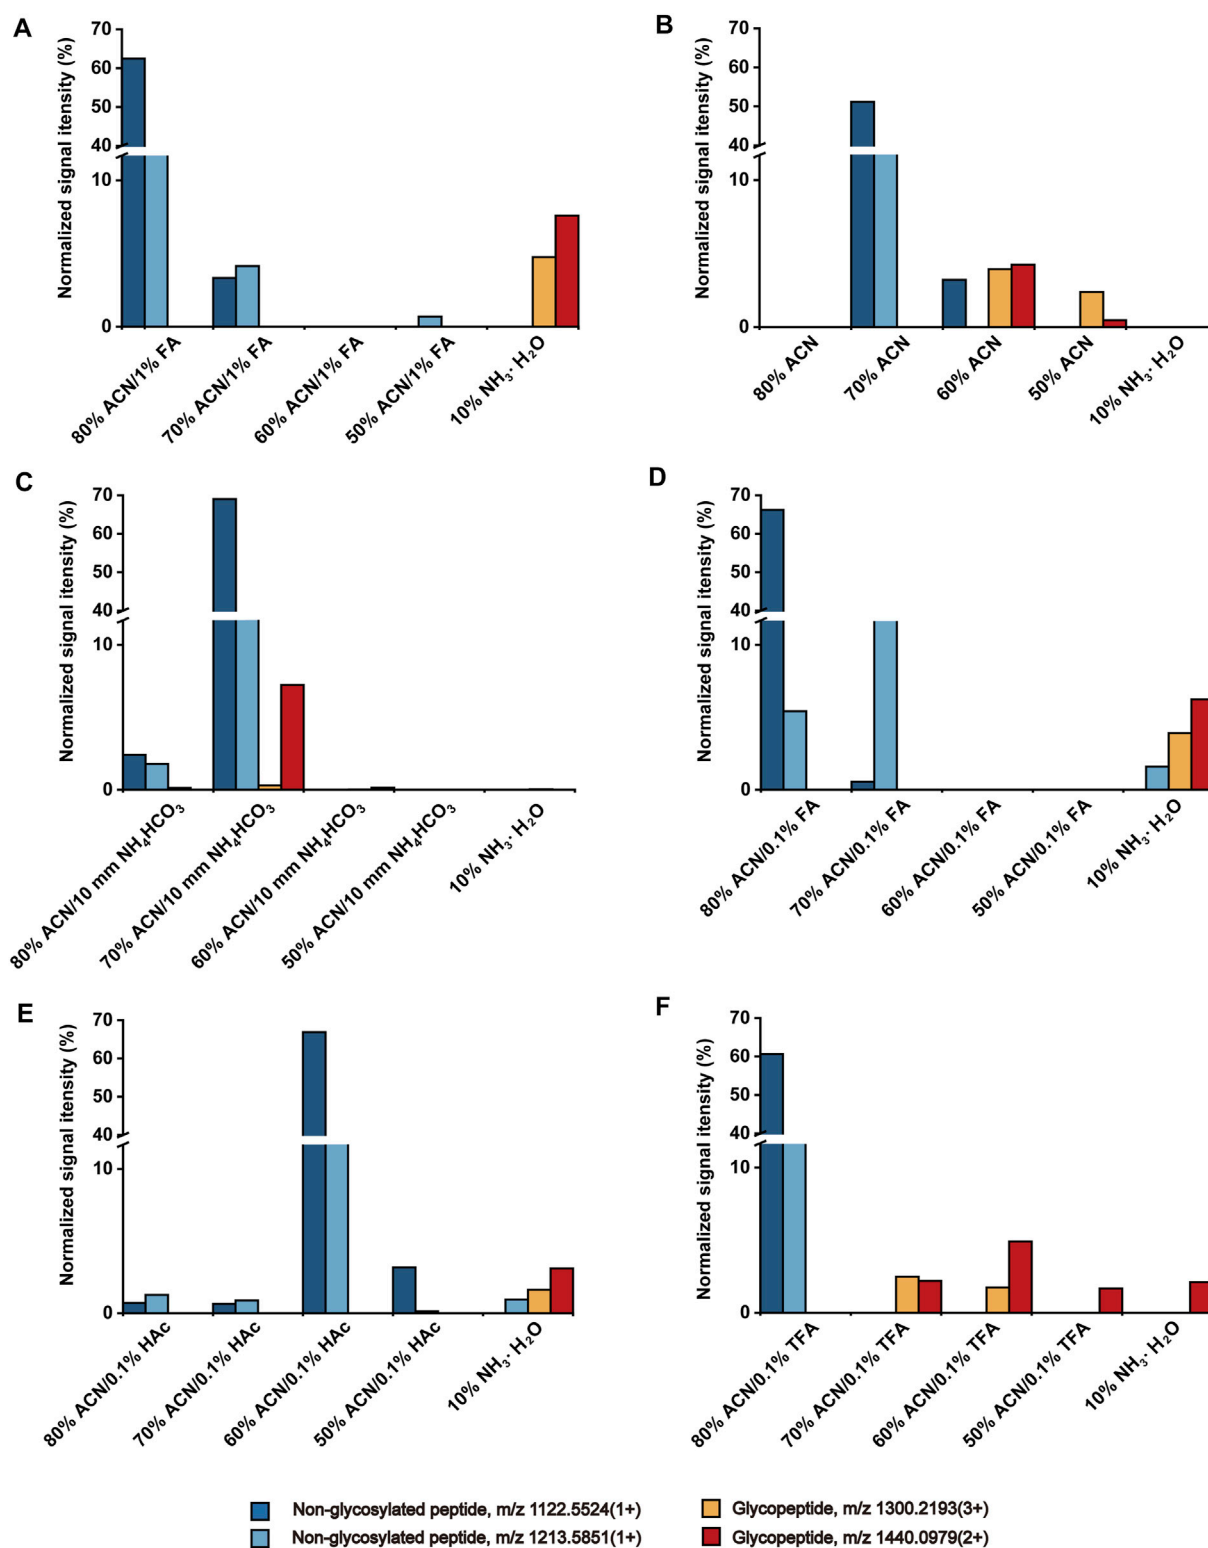 A
Normalized signal itensity (%)
70
60
50
40
10
0
80% ACN/1% FA
70% ACN/1% FA
60% ACN/1% FA
50% ACN/1% FA
10% NH₃· H₂O
B
Normalized signal itensity (%)
70
60
50
40
10
0
80% ACN
70% ACN
60% ACN
50% ACN
10% NH₃· H₂O
C
Normalized signal itensity (%)
70
60
50
40
10
0
80% ACN/10 mm NH₄HCO₃
70% ACN/10 mm NH₄HCO₃
60% ACN/10 mm NH₄HCO₃
50% ACN/10 mm NH₄HCO₃
10% NH₃· H₂O
D
Normalized signal itensity (%)
70
60
50
40
10
0
80% ACN/0.1% FA
70% ACN/0.1% FA
60% ACN/0.1% FA
50% ACN/0.1% FA
10% NH₃· H₂O
E
Normalized signal itensity (%)
70
60
50
40
10
0
80% ACN/0.1% HAc
70% ACN/0.1% HAc
60% ACN/0.1% HAc
50% ACN/0.1% HAc
10% NH₃· H₂O
F
Normalized signal itensity (%)
70
60
50
40
10
0
80% ACN/0.1% TFA
70% ACN/0.1% TFA
60% ACN/0.1% TFA
50% ACN/0.1% TFA
10% NH₃· H₂O
Non-glycosylated peptide, m/z 1122.5524(1+)
Non-glycosylated peptide, m/z 1213.5851(1+)
Glycopeptide, m/z 1300.2193(3+)
Glycopeptide, m/z 1440.0979(2+)